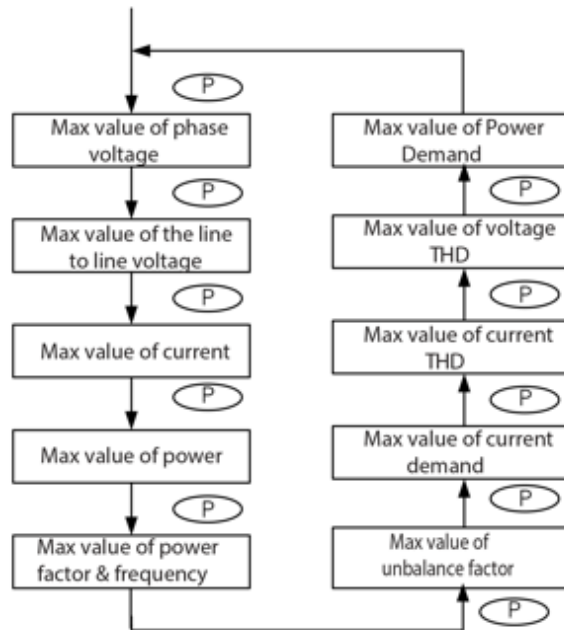 P
Max value of phase
voltage
P
Max value of the line
to line voltage
P
Max value of current
P
Max value of power
P
Max value of power
factor & frequency
P
Max value of
unbalance factor
P
Max value of current
demand
P
Max value of current
THD
P
Max value of voltage
THD
P
Max value of Power
Demand